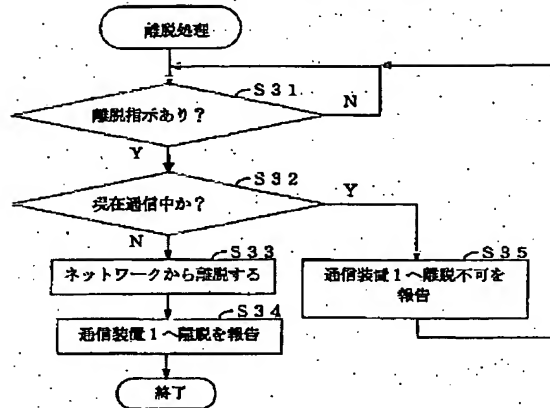 離脱処理
S31
離脱指示あり?
N
Y
S32
現在通信中か?
Y
N
S33
ネットワークから離脱する
S35
通信装置1へ離脱不可を
報告
S34
通信装置1へ離脱を報告
終了